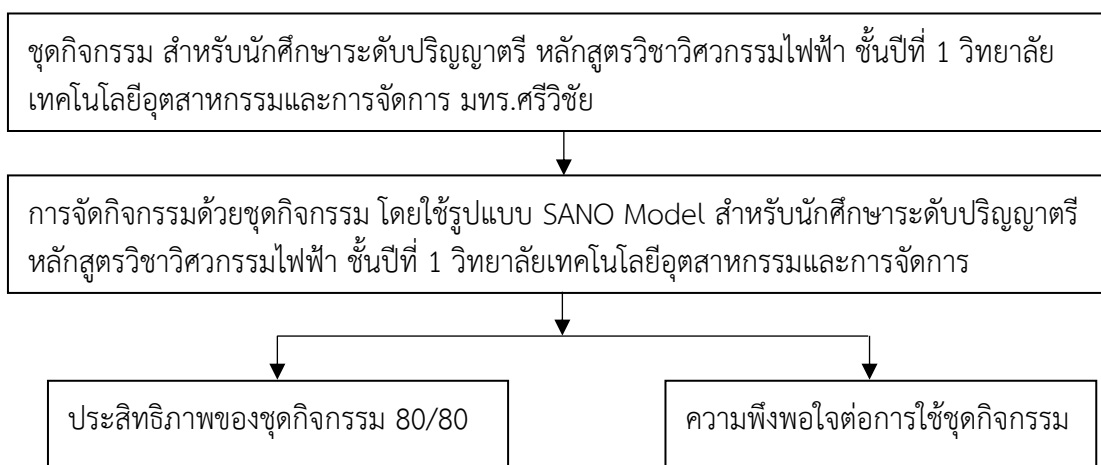 ชุดกิจกรรม สำหรับนักศึกษาระดับปริญญาตรี หลักสูตรวิชาวิศวกรรมไฟฟ้า ชั้นปีที่ 1 วิทยาลัย
เทคโนโลยีอุตสาหกรรมและการจัดการ มทร.ศรีวิชัย
การจัดกิจกรรมด้วยชุดกิจกรรม โดยใช้รูปแบบ SANO Model สำหรับนักศึกษาระดับปริญญาตรี
หลักสูตรวิชาวิศวกรรมไฟฟ้า ชั้นปีที่ 1 วิทยาลัยเทคโนโลยีอุตสาหกรรมและการจัดการ
ประสิทธิภาพของชุดกิจกรรม 80/80
ความพึงพอใจต่อการใช้ชุดกิจกรรม